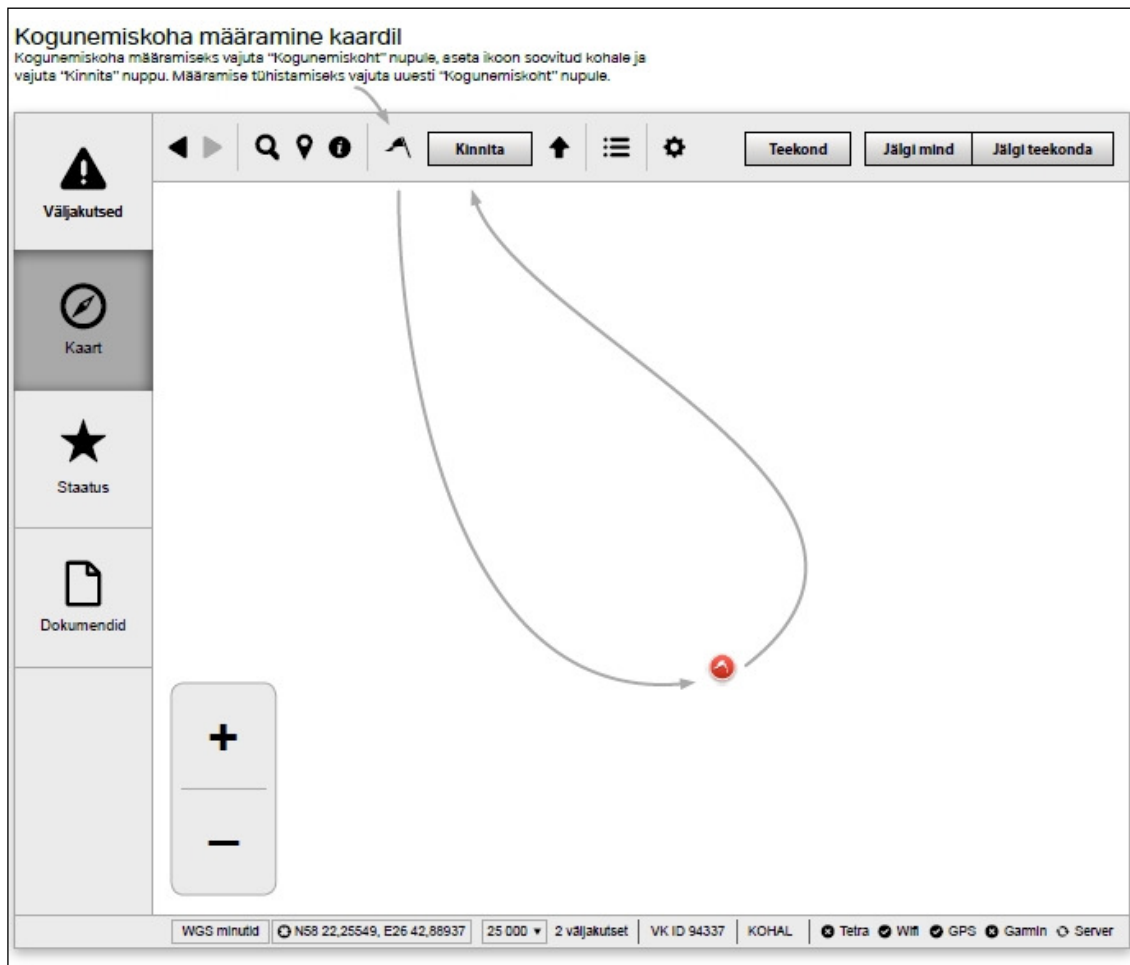 Kogunemiskoha määramine kaardil
Kogunemiskoha määramiseks vajuta “Kogunemiskoht” nupule, aseta ikoon soovitud kohale ja
vajuta “Kinnita” nuppu. Määramise tühistamiseks vajuta uuesti “Kogunemiskoht” nupule.
Kinnita
Teekond
Jälgi mind
Jälgi teekonda
Väljakutsed
Kaart
Staatus
Dokumendid
+
−
WGS minutid
N58 22,25549, E26 42,88937
25 000
2 väljakutset
VK ID 94337
KOHAL
Tetra
Wifi
GPS
Garmin
Server